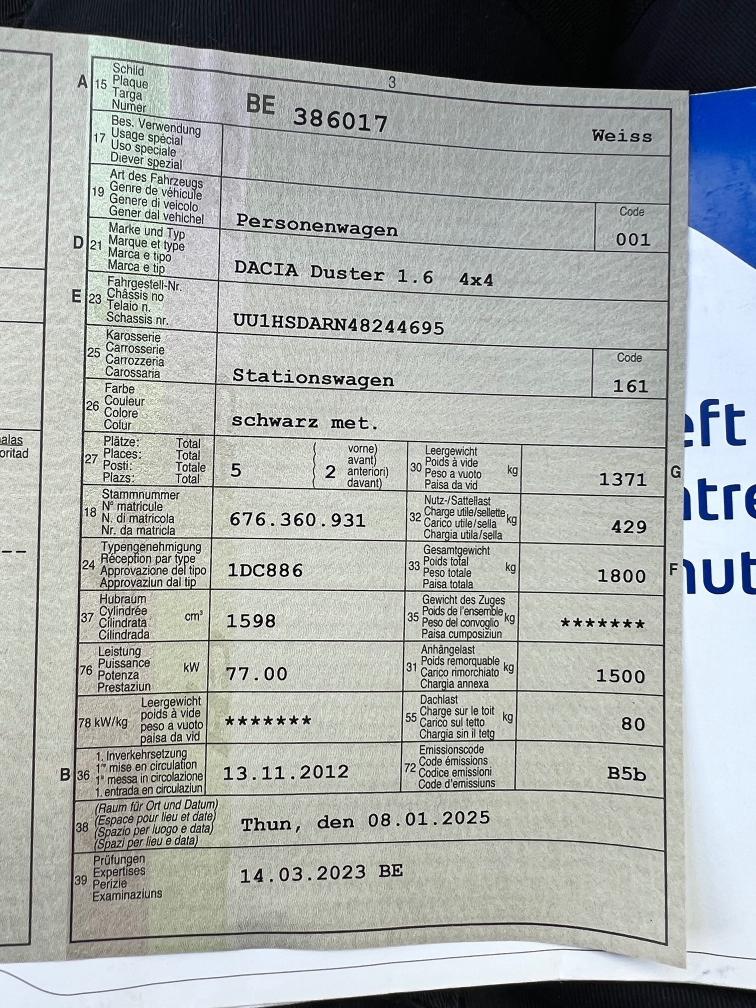 3
A 15 Schild
Plaque
Targa
Numer
BE 386017 Weiss
17 Bes. Verwendung
Usage spécial
Uso speciale
Diever spezial
19 Art des Fahrzeugs
Genre de véhicule
Genere di veicolo
Gener dal vehichel
Personenwagen
Code
001
D 21 Marke und Typ
Marque et type
Marca e tipo
Marca e tip
DACIA Duster 1.6 4x4
E 23 Fahrgestell-Nr.
Châssis no
Telaio n.
Schassis nr.
UU1HSDARN48244695
25 Karosserie
Carrosserie
Carrozzeria
Carossaria
Stationswagen
Code
161
26 Farbe
Couleur
Colore
Colur
schwarz met.
27 Plätze: Total
Places: Total
Posti: Totale
Plazs: Total
5 2 vorne)
avant)
anteriori)
davant)
30 Leergewicht
Poids à vide
Peso a vuoto
Paisa da vid
kg 1371 G
18 Stammnummer
N° matricule
N. di matricola
Nr. da matricla
676.360.931
32 Nutz-/Sattellast
Charge utile/sellette
Carico utile/sella
Chargia utila/sella
kg 429
24 Typengenehmigung
Réception par type
Approvazione del tipo
Approvaziun dal tip
1DC886
33 Gesamtgewicht
Poids total
Peso totale
Paisa totala
kg 1800 F
37 Hubraum
Cylindrée
Cilindrata
Cilindrada
cm³ 1598
35 Gewicht des Zuges
Poids de l'ensemble
Peso del convoglio
Paisa cumposiziun
kg *******
76 Leistung
Puissance
Potenza
Prestaziun
kW 77.00
31 Anhängelast
Poids remorquable
Carico rimorchiato
Chargia annexa
kg 1500
78 kW/kg Leergewicht
poids à vide
peso a vuoto
paisa da vid
*******
55 Dachlast
Charge sur le toit
Carico sul tetto
Chargia sin il tetg
kg 80
B 36 1. Inverkehrsetzung
1re mise en circulation
1a messa in circolazione
1. entrada en circulaziun
13.11.2012
72 Emissionscode
Code émissions
Codice emissioni
Code d'emissiuns
B5b
38 (Raum für Ort und Datum)
(Espace pour lieu et date)
(Spazio per luogo e data)
(Spazi per lieu e data)
Thun, den 08.01.2025
39 Prüfungen
Expertises
Perizie
Examinaziuns
14.03.2023 BE